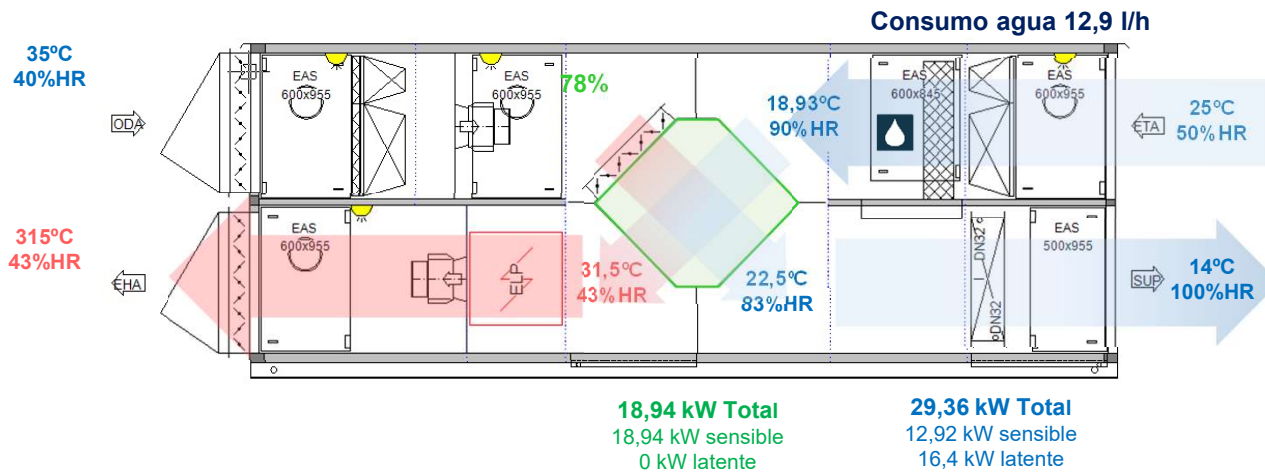 Consumo agua 12,9 l/h
35ºC
40%HR
EAS
600x955
EAS
600x955
78%
EAS
600x845
EAS
600x955
18,93ºC
90%HR
25ºC
50%HR
ODA
ETA
315ºC
43%HR
EAS
600x955
ELP
31,5ºC
43%HR
22,5ºC
83%HR
DN32
DN32
EAS
500x955
14ºC
100%HR
EHA
SUP
18,94 kW Total
18,94 kW sensible
0 kW latente
29,36 kW Total
12,92 kW sensible
16,4 kW latente